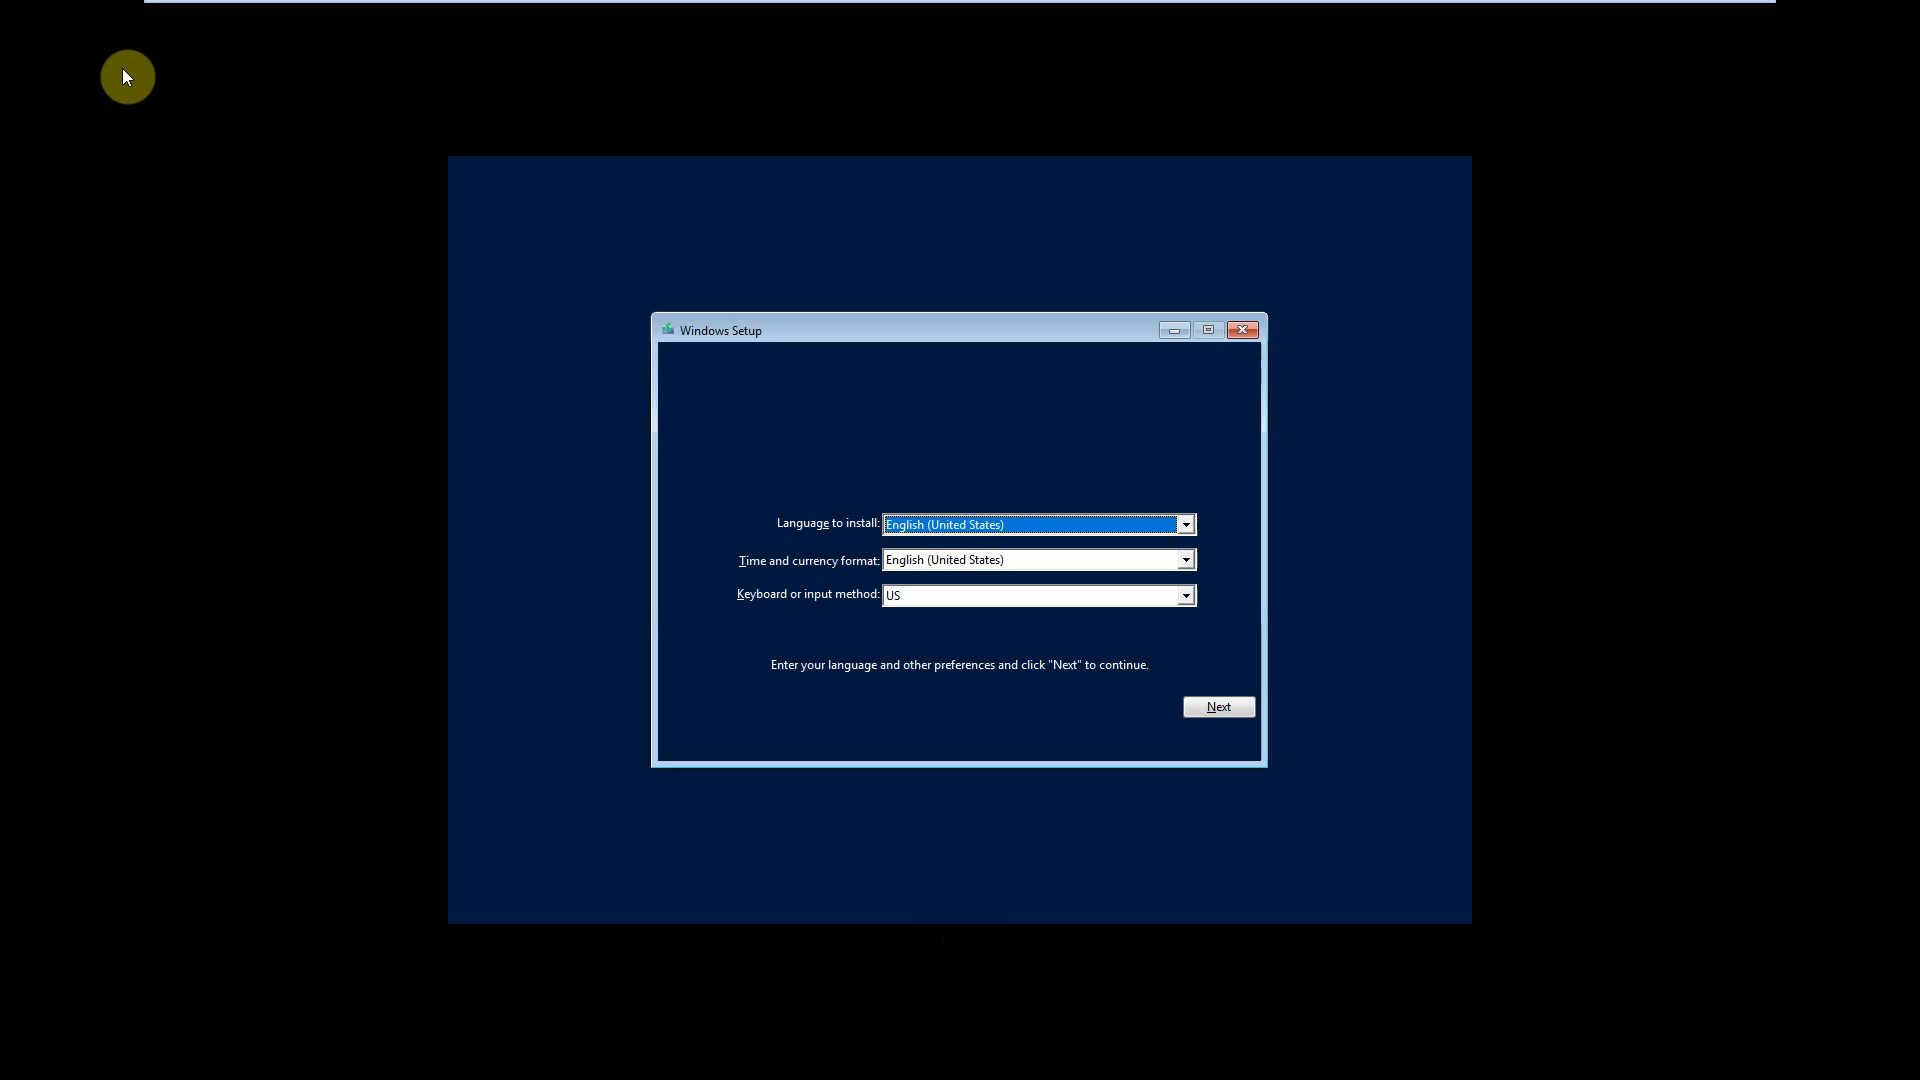 Windows Setup
Language to install: English (United States)
Time and currency format: English (United States)
Keyboard or input method: US
Enter your language and other preferences and click "Next" to continue.
Next